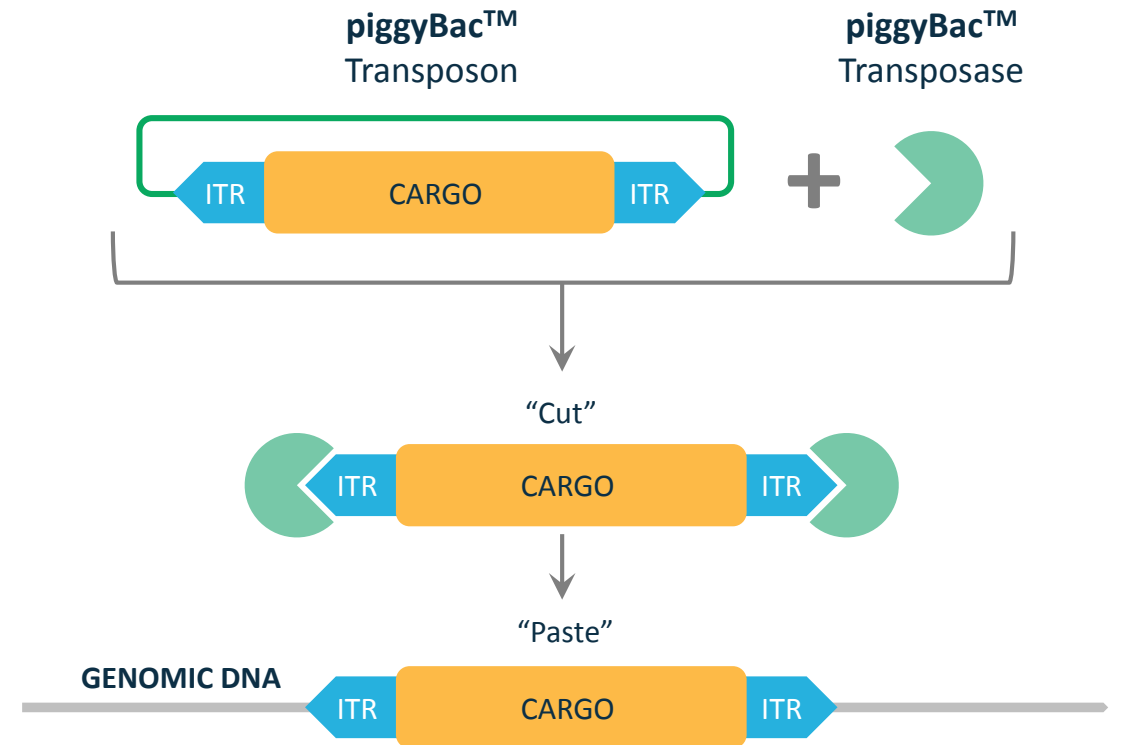 piggyBac™
Transposon
piggyBac™
Transposase
ITR
CARGO
ITR
“Cut”
ITR
CARGO
ITR
“Paste”
GENOMIC DNA
ITR
CARGO
ITR